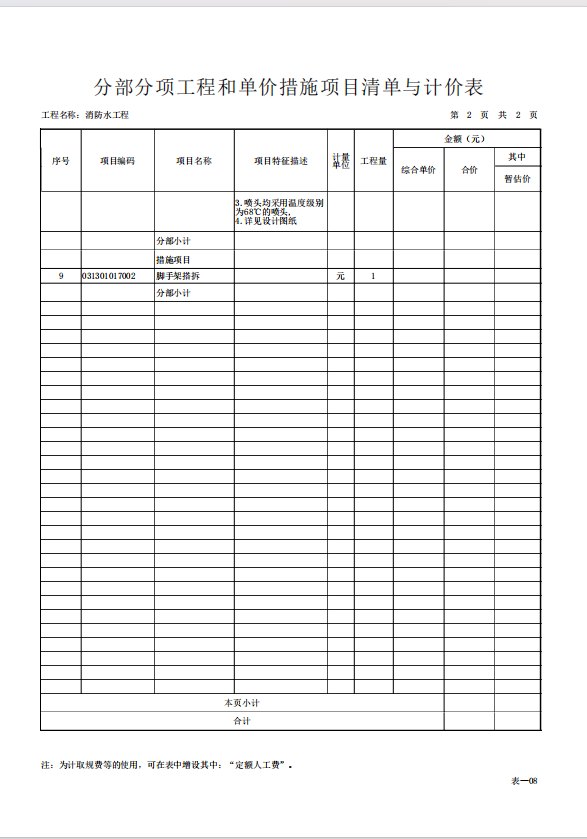 分部分项工程和单价措施项目清单与计价表
工程名称：消防水工程 第 2 页 共 2 页
序号 项目编码 项目名称 项目特征描述 计量单位 工程量 金额（元）
综合单价 合价 其中
暂估价
3.喷头均采用温度级别
为68℃的喷头,
4.详见设计图纸
分部小计
措施项目
9 031301017002 脚手架搭拆 元 1
分部小计
本页小计
合计
注：为计取规费等的使用，可在表中增设其中：“定额人工费”。
表—08